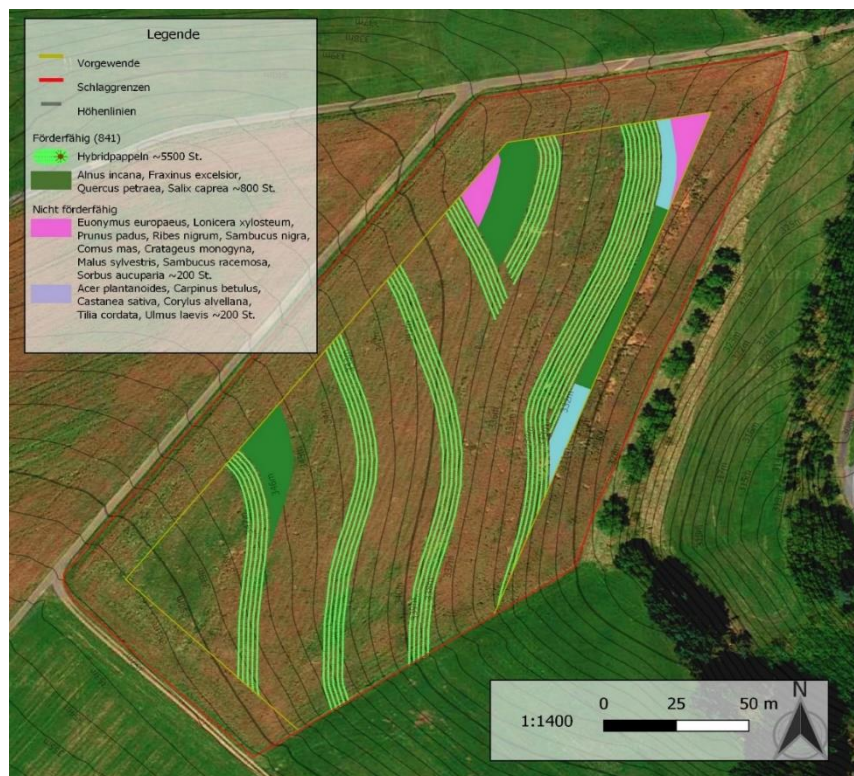 Legende
Vorgewende
Schlaggrenzen
Höhenlinien
Förderfähig (841)
Hybridpappeln ~5500 St.
Alnus incana, Fraxinus excelsior,
Quercus petraea, Salix caprea ~800 St.
Nicht förderfähig
Euonymus europaeus, Lonicera xylosteum,
Prunus padus, Ribes nigrum, Sambucus nigra,
Cornus mas, Crataegus monogyna,
Malus sylvestris, Sambucus racemosa,
Sorbus aucuparia ~200 St.
Acer plantanoides, Carpinus betulus,
Castanea sativa, Corylus alvellana,
Tilia cordata, Ulmus laevis ~200 St.
332m
346m
N
0 25 50 m
1:1400